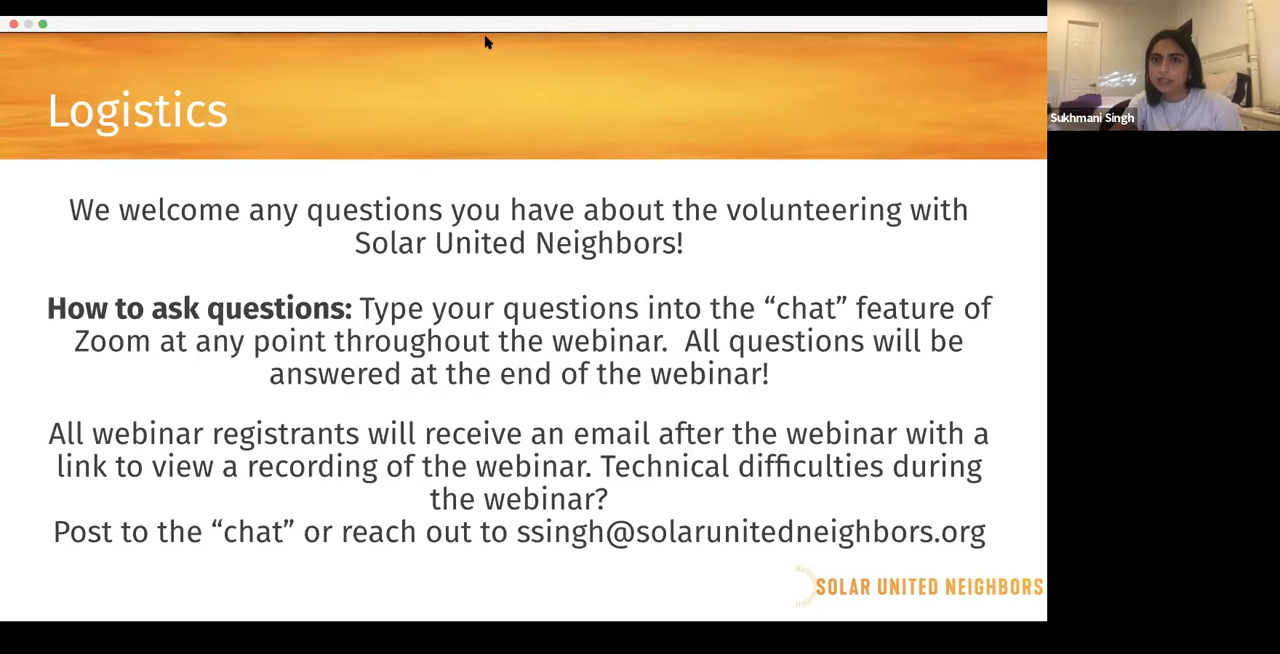 Logistics
Sukhmani Singh
We welcome any questions you have about the volunteering with
Solar United Neighbors!
How to ask questions: Type your questions into the “chat” feature of
Zoom at any point throughout the webinar.  All questions will be
answered at the end of the webinar!
All webinar registrants will receive an email after the webinar with a
link to view a recording of the webinar. Technical difficulties during
the webinar?
Post to the “chat” or reach out to ssingh@solarunitedneighbors.org
SOLAR UNITED NEIGHBORS